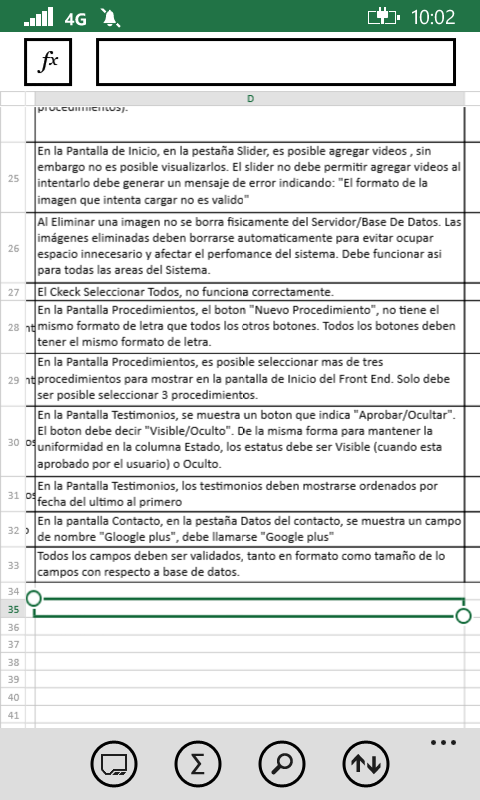 4G 10:02
fx
D
procedimientos).
25 En la Pantalla de Inicio, en la pestaña Slider, es posible agregar videos , sin
embargo no es posible visualizarlos. El slider no debe permitir agregar videos al
intentarlo debe generar un mensaje de error indicando: "El formato de la
imagen que intenta cargar no es valido"
26 Al Eliminar una imagen no se borra fisicamente del Servidor/Base De Datos. Las
imágenes eliminadas deben borrarse automaticamente para evitar ocupar
espacio innecesario y afectar el perfomance del sistema. Debe funcionar asi
para todas las areas del Sistema.
27 El Ckeck Seleccionar Todos, no funciona correctamente.
28 En la Pantalla Procedimientos, el boton "Nuevo Procedimiento", no tiene el
mismo formato de letra que todos los otros botones. Todos los botones deben
tener el mismo formato de letra.
29 En la Pantalla Procedimientos, es posible seleccionar mas de tres
procedimientos para mostrar en la pantalla de Inicio del Front End. Solo debe
ser posible seleccionar 3 procedimientos.
30 En la Pantalla Testimonios, se muestra un boton que indica "Aprobar/Ocultar".
El boton debe decir "Visible/Oculto". De la misma forma para mantener la
uniformidad en la columna Estado, los estatus debe ser Visible (cuando esta
aprobado por el usuario) o Oculto.
31 En la Pantalla Testimonios, los testimonios deben mostrarse ordenados por
fecha del ultimo al primero
32 En la pantalla Contacto, en la pestaña Datos del contacto, se muestra un campo
de nombre "Gloogle plus", debe llamarse "Google plus"
33 Todos los campos deben ser validados, tanto en formato como tamaño de lo
campos con respecto a base de datos.
34
35
36
37
38
39
40
41